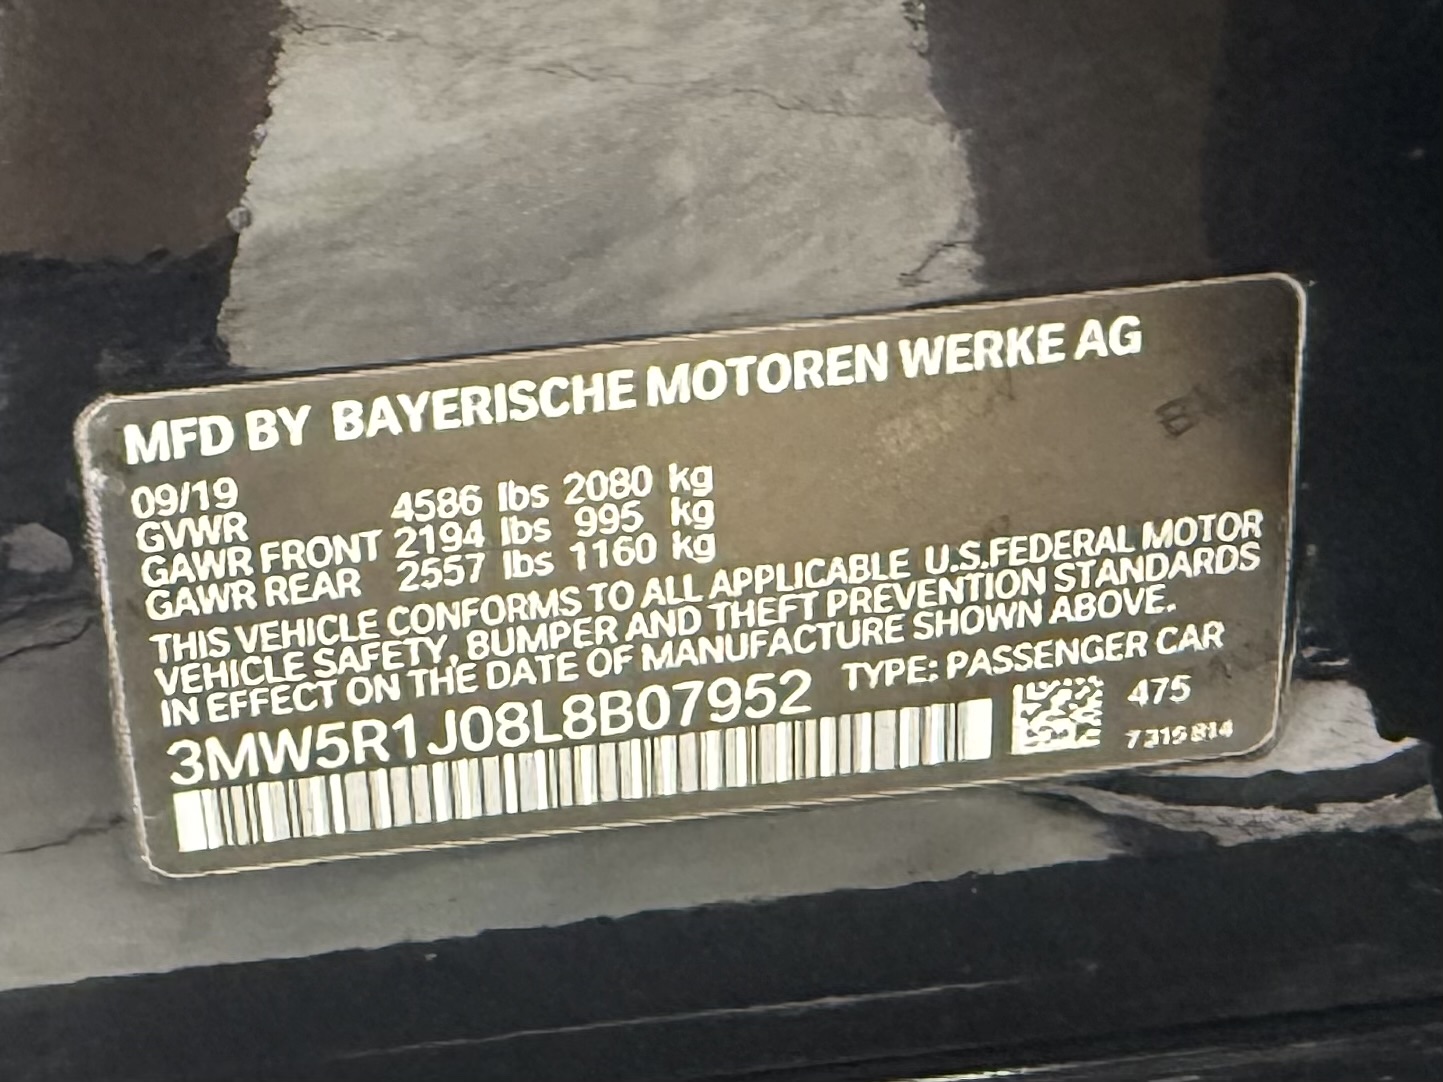 MFD BY BAYERISCHE MOTOREN WERKE AG
09/19
GVWR 4586 lbs 2080 kg
GAWR FRONT 2194 lbs 995 kg
GAWR REAR 2557 lbs 1160 kg
THIS VEHICLE CONFORMS TO ALL APPLICABLE U.S.FEDERAL MOTOR
VEHICLE SAFETY, BUMPER AND THEFT PREVENTION STANDARDS
IN EFFECT ON THE DATE OF MANUFACTURE SHOWN ABOVE.
3MW5R1J08L8B07952 TYPE: PASSENGER CAR
475